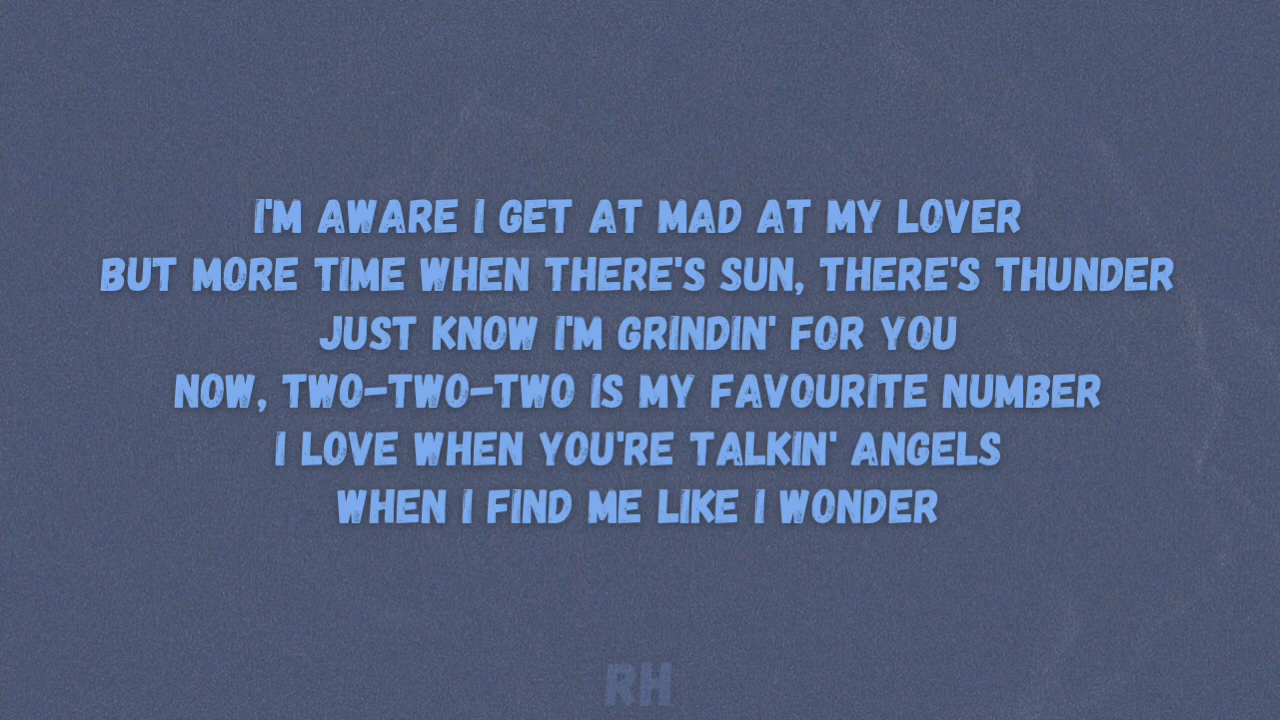 I'M AWARE I GET AT MAD AT MY LOVER
BUT MORE TIME WHEN THERE'S SUN, THERE'S THUNDER
JUST KNOW I'M GRINDIN' FOR YOU
NOW, TWO-TWO-TWO IS MY FAVOURITE NUMBER
I LOVE WHEN YOU'RE TALKIN' ANGELS
WHEN I FIND ME LIKE I WONDER
RH